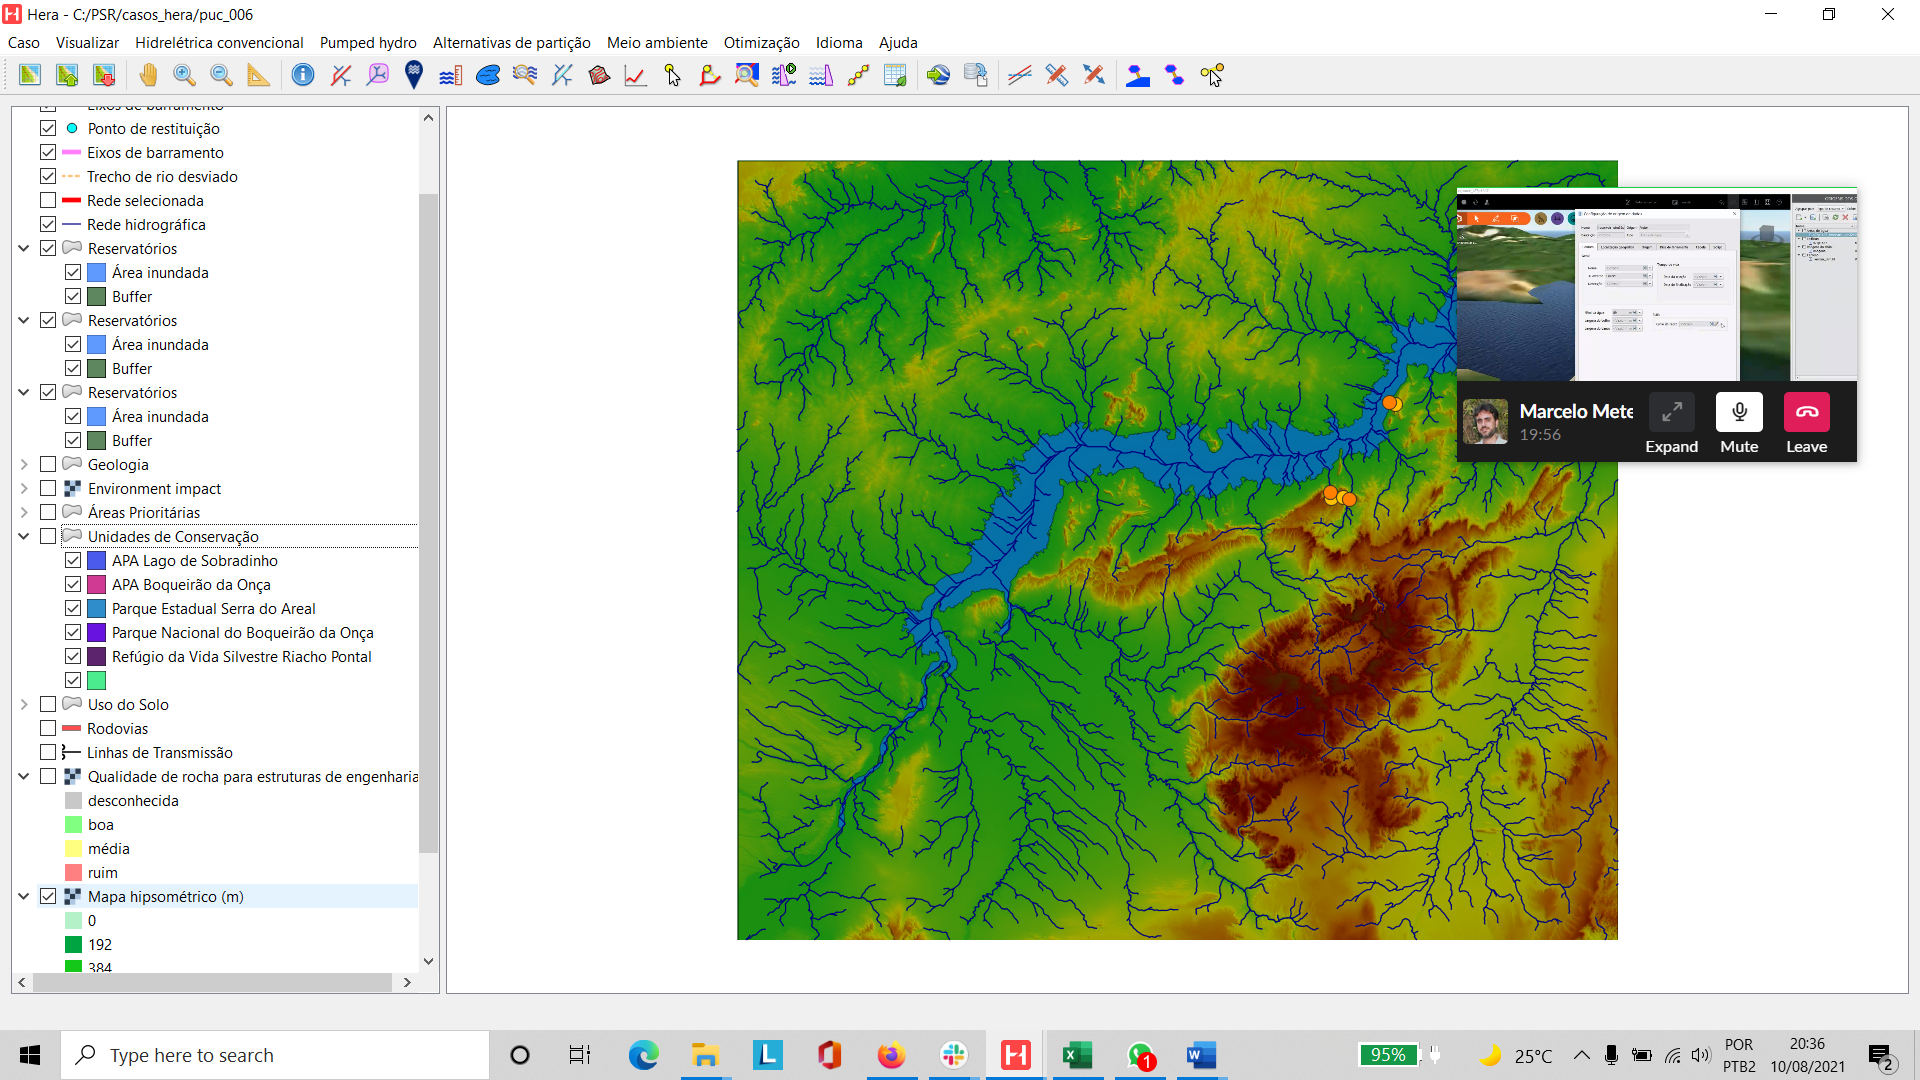 Hera - C:/PSR/casos_hera/puc_006
Caso Visualizar Hidrelétrica convencional Pumped hydro Alternativas de partição Meio ambiente Otimização Idioma Ajuda
Eixos de barramento
Ponto de restituição
Eixos de barramento
Trecho de rio desviado
Rede selecionada
Rede hidrográfica
Reservatórios
Área inundada
Buffer
Reservatórios
Área inundada
Buffer
Reservatórios
Área inundada
Buffer
Geologia
Environment impact
Áreas Prioritárias
Unidades de Conservação
APA Lago de Sobradinho
APA Boqueirão da Onça
Parque Estadual Serra do Areal
Parque Nacional do Boqueirão da Onça
Refúgio da Vida Silvestre Riacho Pontal
Uso do Solo
Rodovias
Linhas de Transmissão
Qualidade de rocha para estruturas de engenharia
desconhecida
boa
média
ruim
Mapa hipsométrico (m)
0
192
384
Marcelo Mete
19:56
Expand
Mute
Leave
Type here to search
95%
25°C
POR
PTB2
20:36
10/08/2021
1
2